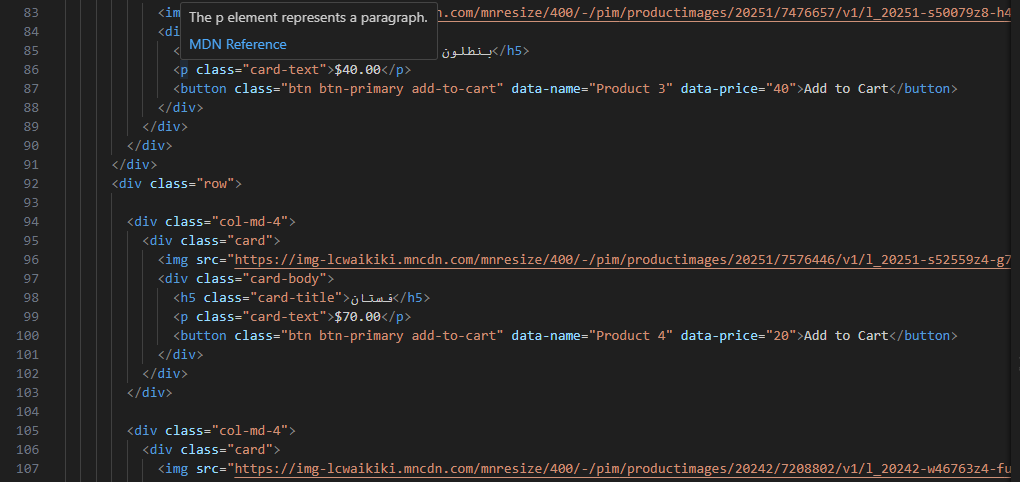 83 <im dn.com/mnresize/400/-/pim/productimages/20251/7476657/v1/l_20251-s50079z8-h4
The p element represents a paragraph.
MDN Reference
84 <di
85 < بنطلون</h5>
86 <p class="card-text">$40.00</p>
87 <button class="btn btn-primary add-to-cart" data-name="Product 3" data-price="40">Add to Cart</button>
88 </div>
89 </div>
90 </div>
91 </div>
92 <div class="row">
93
94 <div class="col-md-4">
95 <div class="card">
96 <img src="https://img-lcwaikiki.mncdn.com/mnresize/400/-/pim/productimages/20251/7576446/v1/l_20251-s52559z4-g7
97 <div class="card-body">
98 <h5 class="card-title">فستان</h5>
99 <p class="card-text">$70.00</p>
100 <button class="btn btn-primary add-to-cart" data-name="Product 4" data-price="20">Add to Cart</button>
101 </div>
102 </div>
103 </div>
104
105 <div class="col-md-4">
106 <div class="card">
107 <img src="https://img-lcwaikiki.mncdn.com/mnresize/400/-/pim/productimages/20242/7208802/v1/l_20242-w46763z4-fu